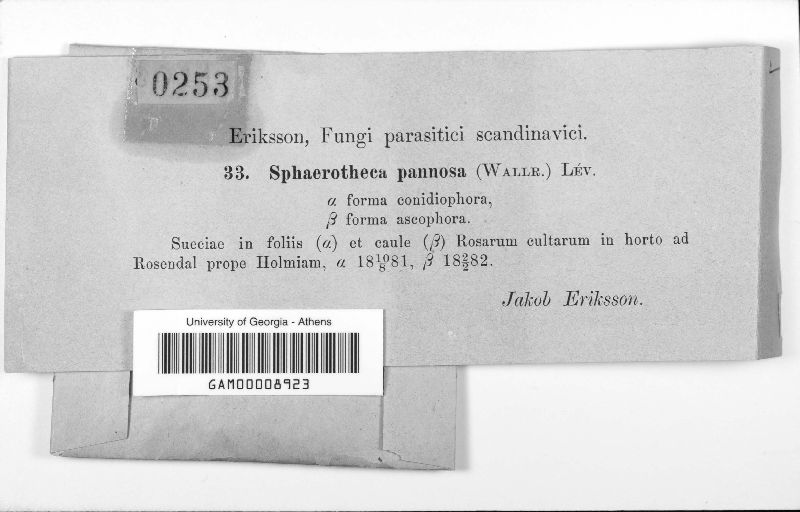 0253
Eriksson, Fungi parasitici scandinavici.
33. Sphaerotheca pannosa (Wallr.) Lév.
α forma conidiophora,
β forma ascophora.
Sueciae in foliis (α) et caule (β) Rosarum cultarum in horto ad
Rosendal prope Holmiam, α 18 10/8 81, β 18 2/2 82.
Jakob Eriksson.
University of Georgia - Athens
GAM00008923